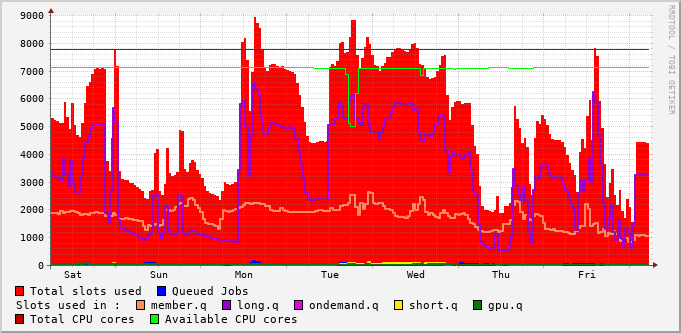 9000
8000
7000
6000
5000
4000
3000
2000
1000
0
Sat Sun Mon Tue Wed Thu Fri
RRDTOOL / TOBI OETIKER
Total slots used Queued Jobs
Slots used in : member.q long.q ondemand.q short.q gpu.q
Total CPU cores Available CPU cores